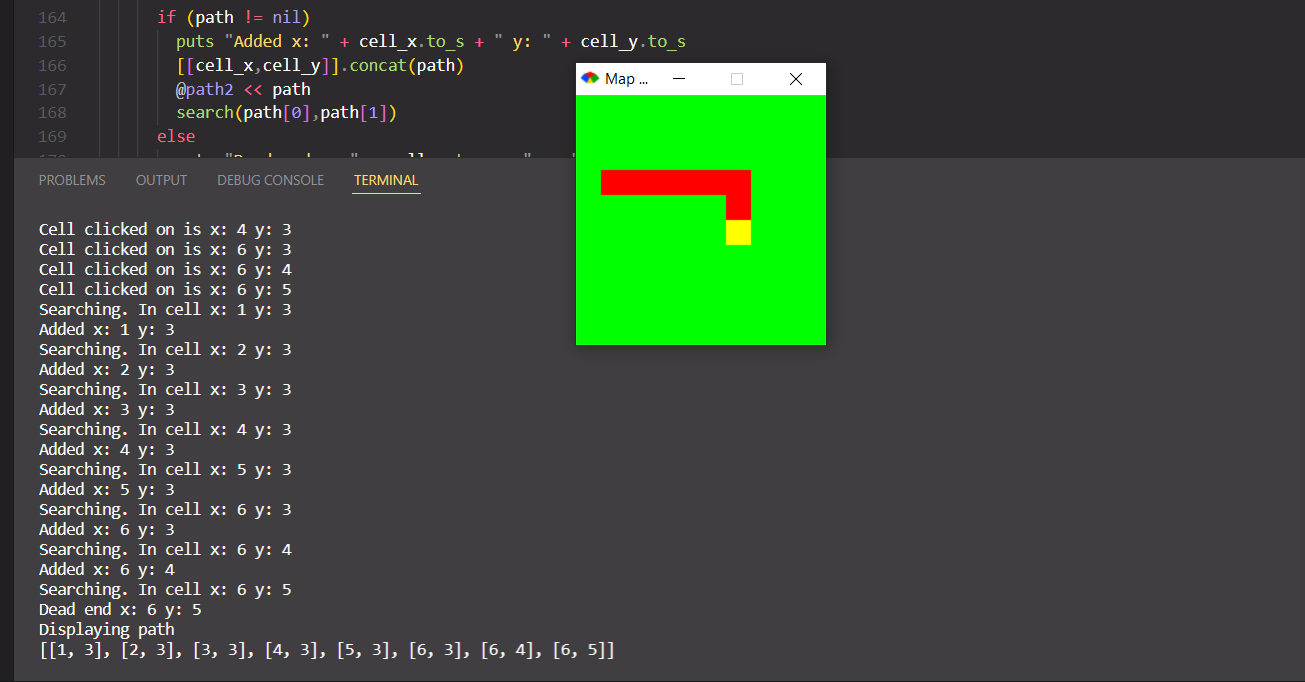 164 if (path != nil)
165 puts "Added x: " + cell_x.to_s + " y: " + cell_y.to_s
166 [[cell_x,cell_y]].concat(path)
167 @path2 << path
168 search(path[0],path[1])
169 else
Map ...
PROBLEMS OUTPUT DEBUG CONSOLE TERMINAL
Cell clicked on is x: 4 y: 3
Cell clicked on is x: 6 y: 3
Cell clicked on is x: 6 y: 4
Cell clicked on is x: 6 y: 5
Searching. In cell x: 1 y: 3
Added x: 1 y: 3
Searching. In cell x: 2 y: 3
Added x: 2 y: 3
Searching. In cell x: 3 y: 3
Added x: 3 y: 3
Searching. In cell x: 4 y: 3
Added x: 4 y: 3
Searching. In cell x: 5 y: 3
Added x: 5 y: 3
Searching. In cell x: 6 y: 3
Added x: 6 y: 3
Searching. In cell x: 6 y: 4
Added x: 6 y: 4
Searching. In cell x: 6 y: 5
Dead end x: 6 y: 5
Displaying path
[[1, 3], [2, 3], [3, 3], [4, 3], [5, 3], [6, 3], [6, 4], [6, 5]]